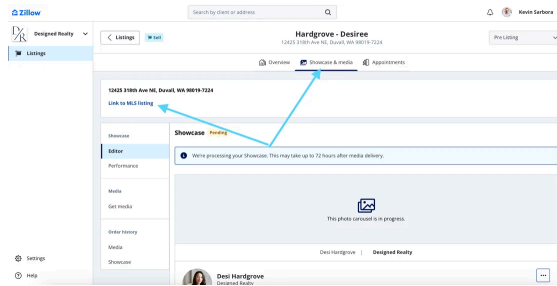 Zillow
Search by client or address
Kevin Sarbora
Designed Realty
Listings
Listings
Sell
Hardgrove - Desiree
12425 318th Ave NE, Duvall, WA 98019-7224
Pre Listing
Overview
Showcase & media
Appointments
12425 318th Ave NE, Duvall, WA 98019-7224
Link to MLS listing
Showcase
Editor
Performance
Media
Get media
Order history
Media
Showcase
Showcase Pending
We're processing your Showcase. This may take up to 72 hours after media delivery.
This photo carousel is in progress.
Desi Hardgrove | Designed Realty
Desi Hardgrove
Designed Realty
Settings
Help